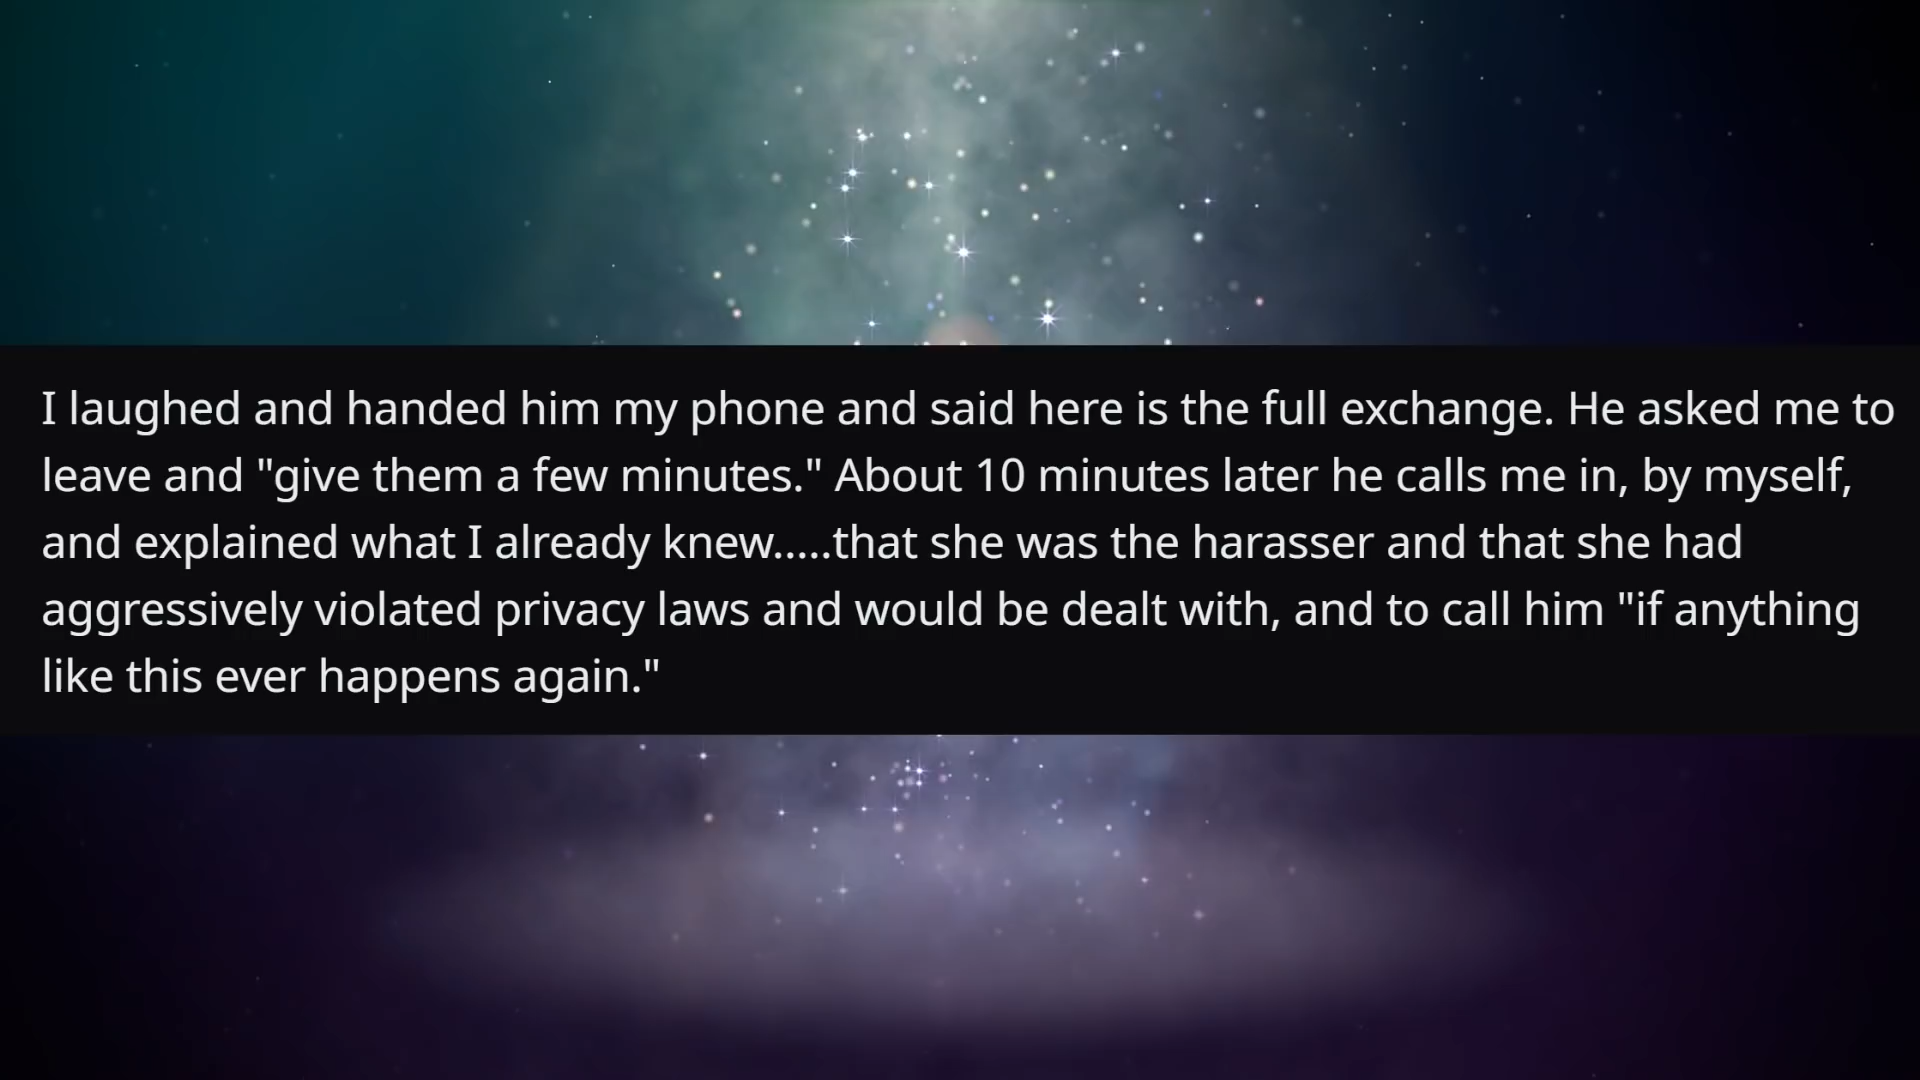 I laughed and handed him my phone and said here is the full exchange. He asked me to
leave and "give them a few minutes." About 10 minutes later he calls me in, by myself,
and explained what I already knew.....that she was the harasser and that she had
aggressively violated privacy laws and would be dealt with, and to call him "if anything
like this ever happens again."